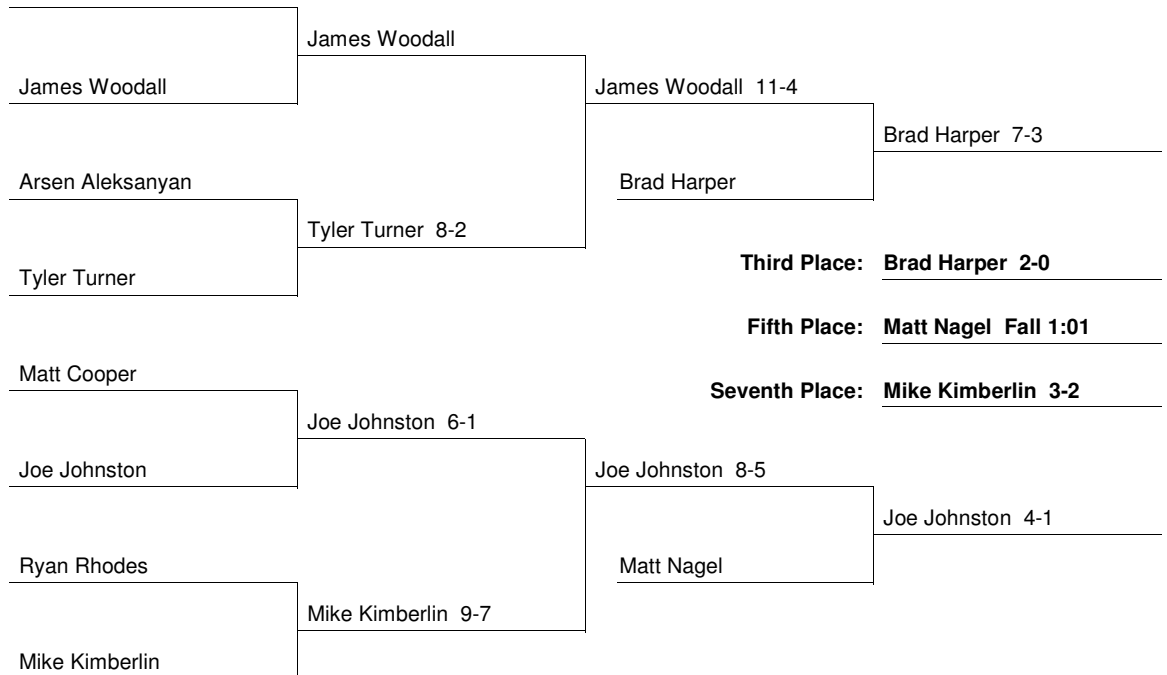 James Woodall
James Woodall
James Woodall 11-4
Brad Harper 7-3
Arsen Aleksanyan
Brad Harper
Tyler Turner 8-2
Third Place: Brad Harper 2-0
Tyler Turner
Fifth Place: Matt Nagel Fall 1:01
Matt Cooper
Seventh Place: Mike Kimberlin 3-2
Joe Johnston 6-1
Joe Johnston
Joe Johnston 8-5
Joe Johnston 4-1
Ryan Rhodes
Matt Nagel
Mike Kimberlin 9-7
Mike Kimberlin